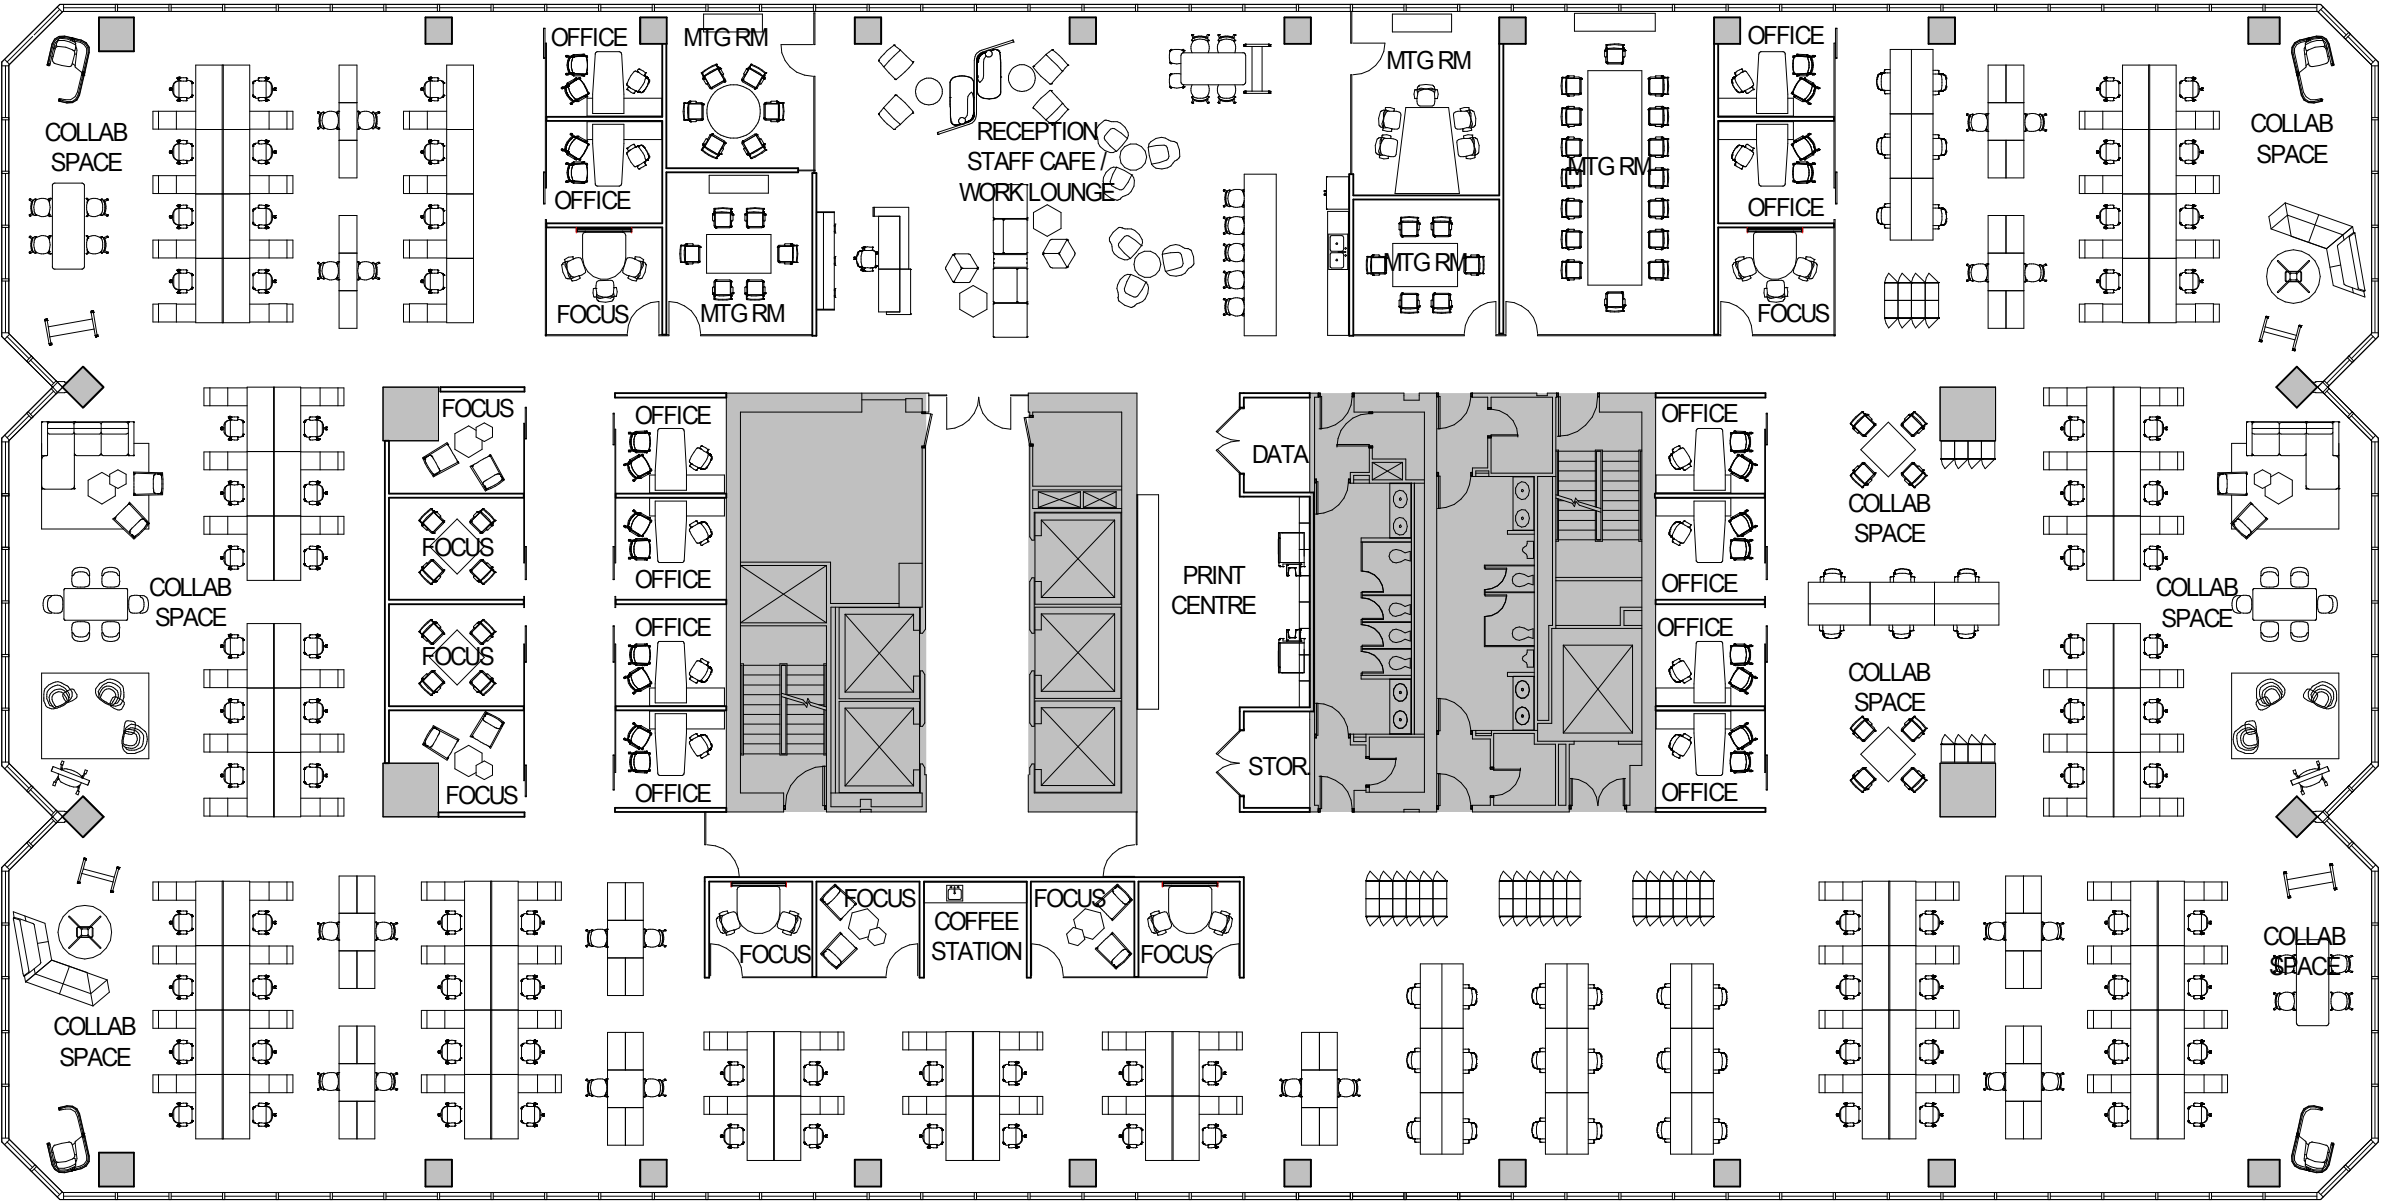 OFFICE
MTG RM
MTG RM
OFFICE
COLLAB
SPACE
RECEPTION
STAFF CAFE /
WORK LOUNGE
COLLAB
SPACE
MTG RM
OFFICE
OFFICE
MTG RM
FOCUS
MTG RM
FOCUS
FOCUS
OFFICE
OFFICE
DATA
COLLAB
SPACE
FOCUS
OFFICE
OFFICE
PRINT
CENTRE
COLLAB
SPACE
COLLAB
SPACE
OFFICE
OFFICE
FOCUS
COLLAB
SPACE
STOR.
FOCUS
OFFICE
OFFICE
FOCUS
FOCUS
COFFEE
STATION
FOCUS
FOCUS
COLLAB
SPACE
COLLAB
SPACE